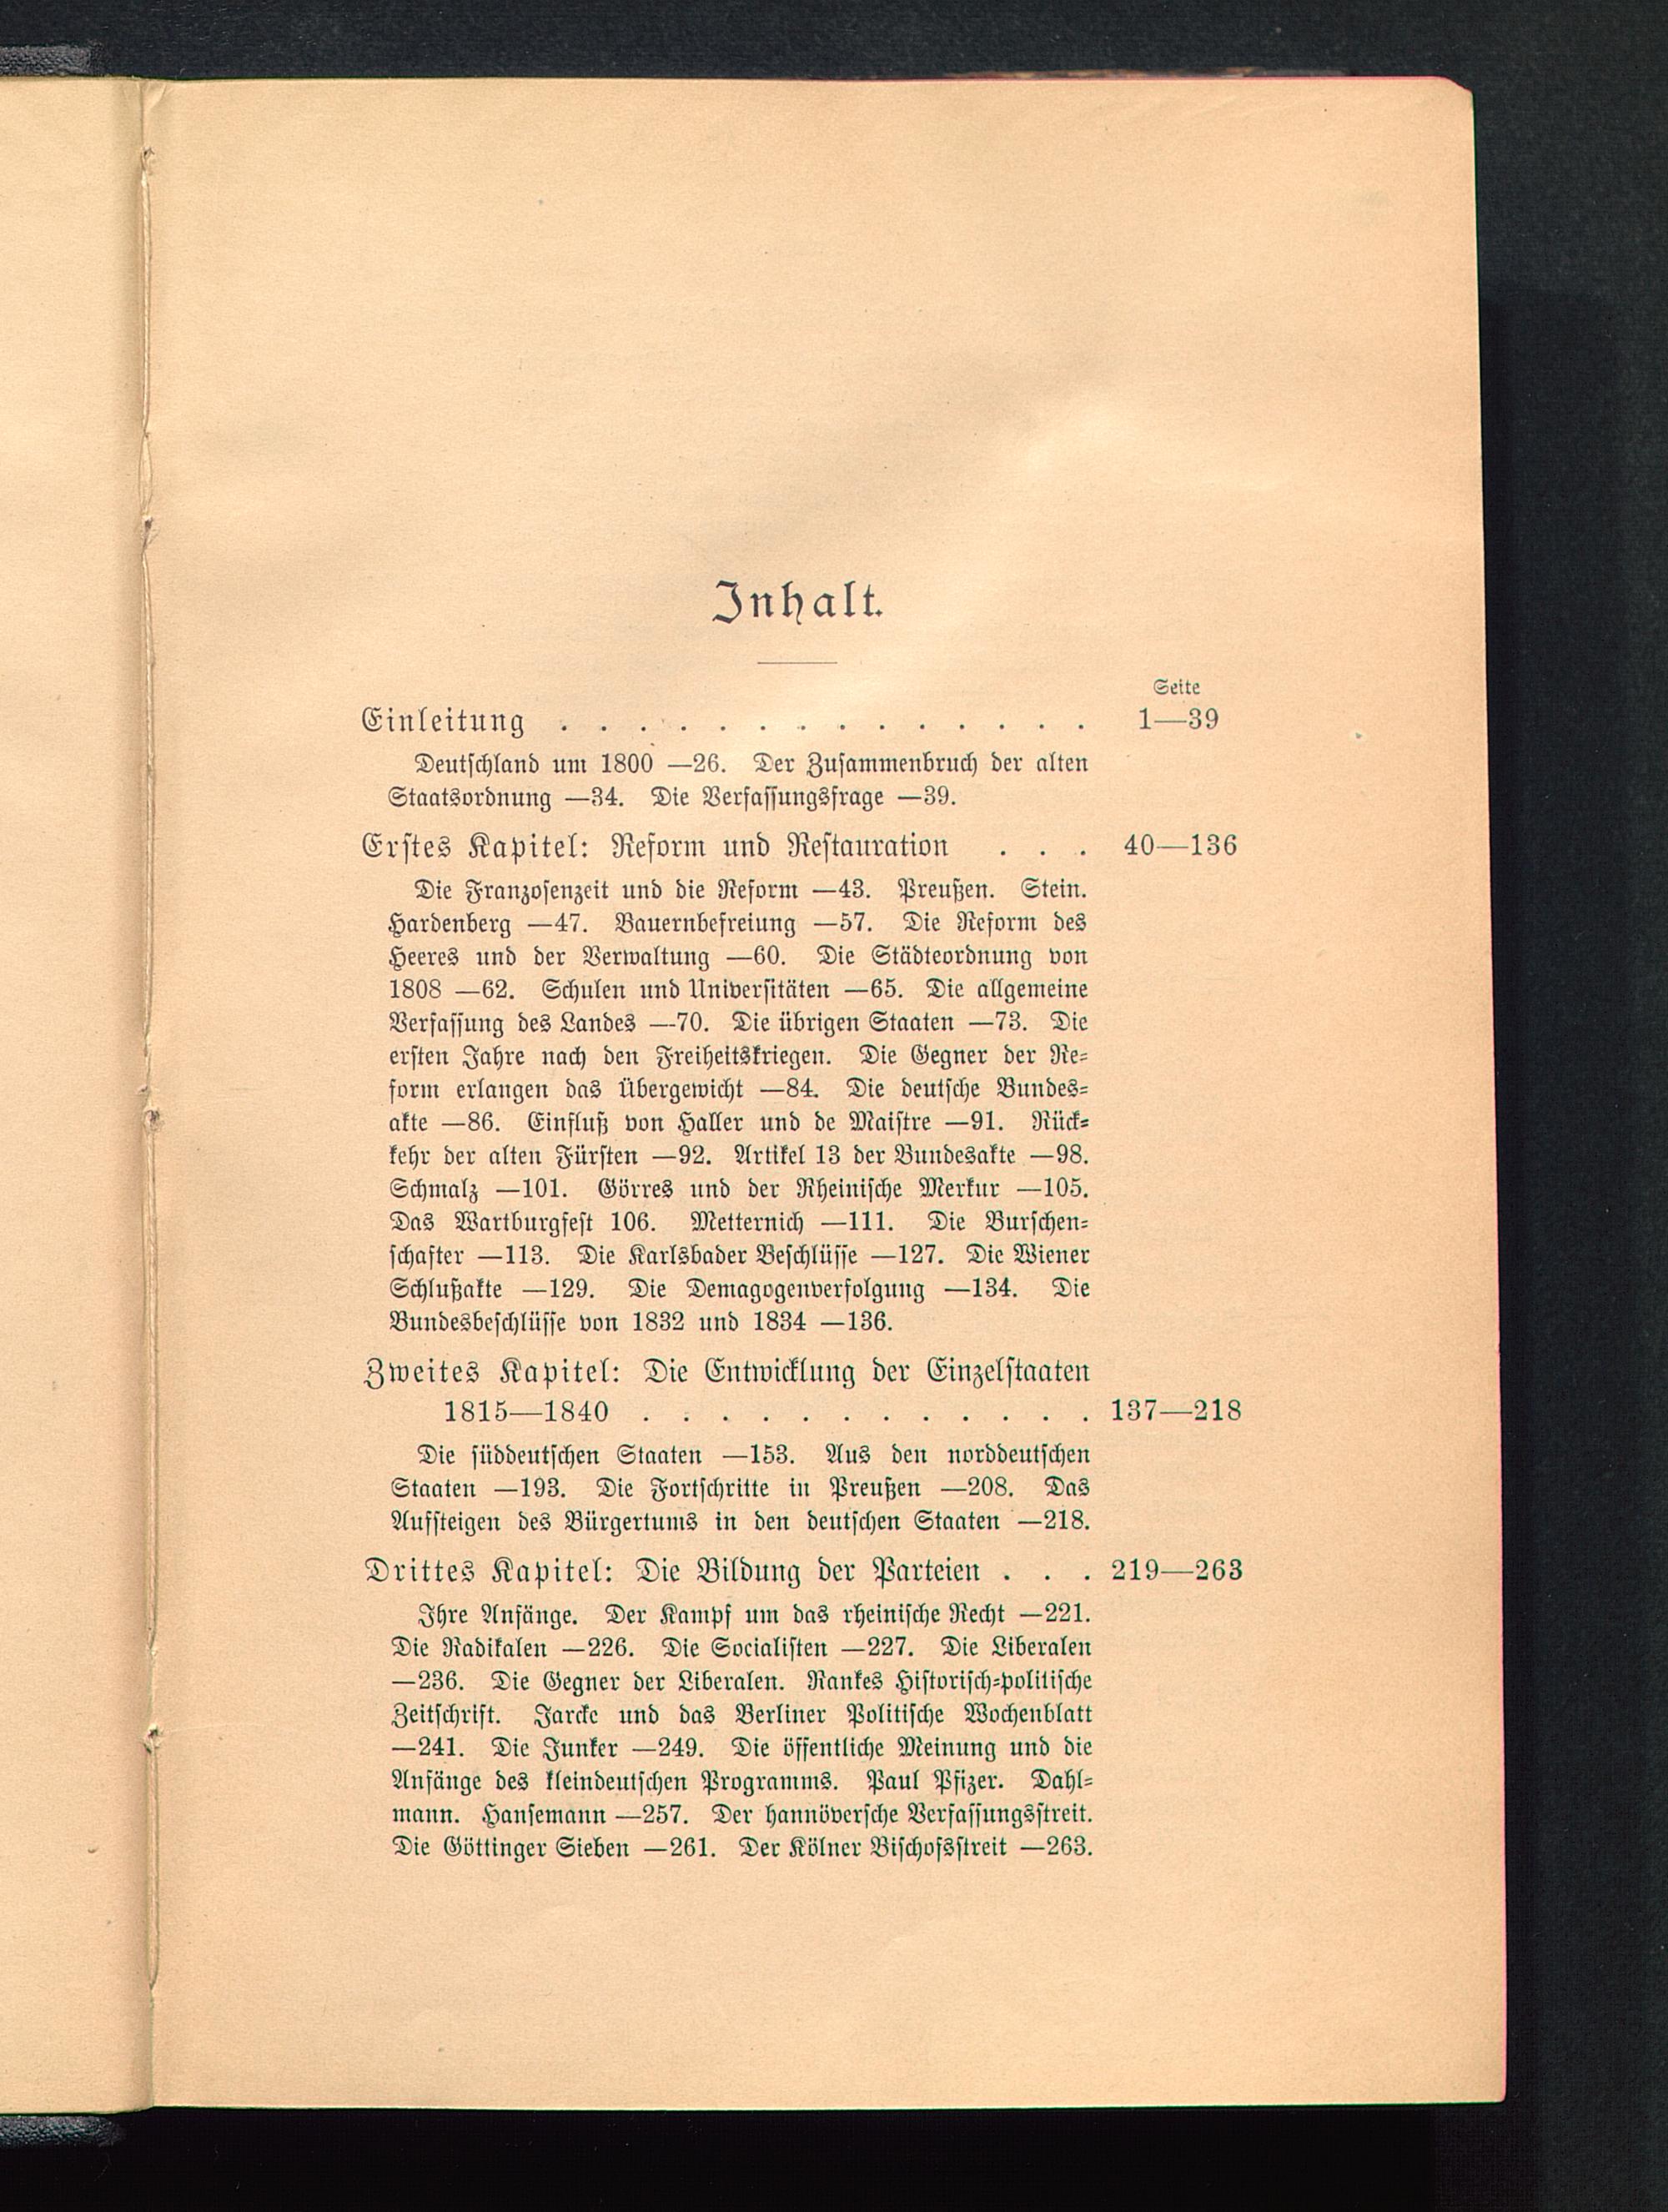 Inhalt.
Seite
Einleitung . . . . . . . . . . . . . . 1—39
Deutschland um 1800 —26. Der Zusammenbruch der alten
Staatsordnung —34. Die Verfassungsfrage —39.
Erstes Kapitel: Reform und Restauration . . . 40—136
Die Franzosenzeit und die Reform —43. Preußen. Stein.
Hardenberg —47. Bauernbefreiung —57. Die Reform des
Heeres und der Verwaltung —60. Die Städteordnung von
1808 —62. Schulen und Universitäten —65. Die allgemeine
Verfassung des Landes —70. Die übrigen Staaten —73. Die
ersten Jahre nach den Freiheitskriegen. Die Gegner der Re-
form erlangen das Übergewicht —84. Die deutsche Bundes-
akte —86. Einfluß von Haller und de Maistre —91. Rück-
kehr der alten Fürsten —92. Artikel 13 der Bundesakte —98.
Schmalz —101. Görres und der Rheinische Merkur —105.
Das Wartburgfest 106. Metternich —111. Die Burschen-
schafter —113. Die Karlsbader Beschlüsse —127. Die Wiener
Schlußakte —129. Die Demagogenverfolgung —134. Die
Bundesbeschlüsse von 1832 und 1834 —136.
Zweites Kapitel: Die Entwicklung der Einzelstaaten
1815—1840 . . . . . . . . . . . . 137—218
Die süddeutschen Staaten —153. Aus den norddeutschen
Staaten —193. Die Fortschritte in Preußen —208. Das
Aufsteigen des Bürgertums in den deutschen Staaten —218.
Drittes Kapitel: Die Bildung der Parteien . . . 219—263
Ihre Anfänge. Der Kampf um das rheinische Recht —221.
Die Radikalen —226. Die Socialisten —227. Die Liberalen
—236. Die Gegner der Liberalen. Rankes Historisch-politische
Zeitschrift. Jarcke und das Berliner Politische Wochenblatt
—241. Die Junker —249. Die öffentliche Meinung und die
Anfänge des kleindeutschen Programms. Paul Pfizer. Dahl-
mann. Hansemann —257. Der hannöversche Verfassungsstreit.
Die Göttinger Sieben —261. Der Kölner Bischofsstreit —263.